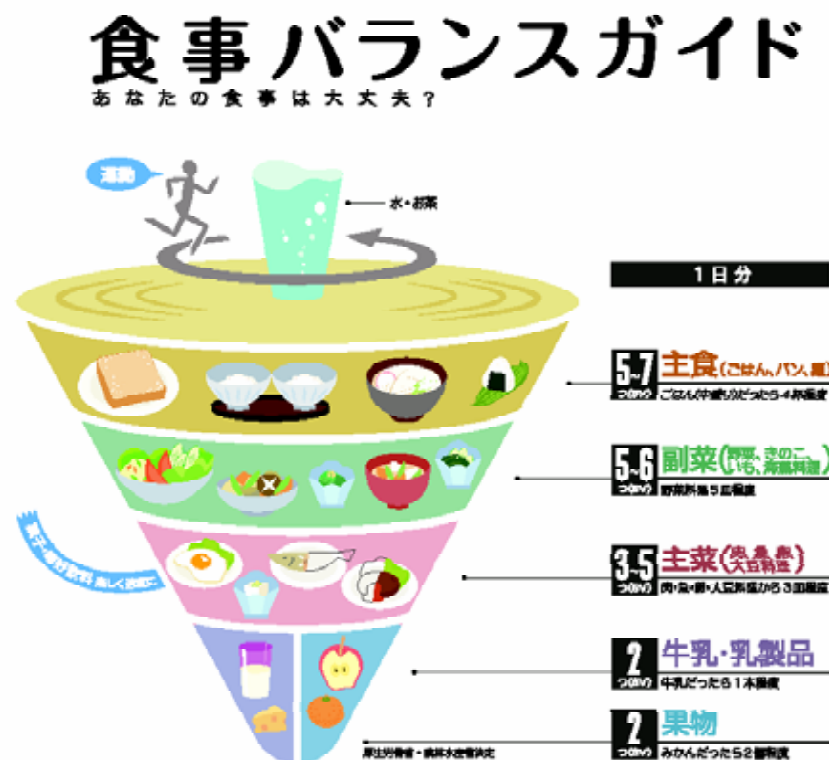 食事バランスガイド
あなたの食事は大丈夫?
運動
水・お茶
1日分
5~7
つ(SV)
主食(ごはん、パン、麺)
ごはん(中盛り)だったら4杯程度
5~6
つ(SV)
副菜(野菜、きのこ、いも、海藻料理)
野菜料理5皿程度
菓子・嗜好飲料 楽しく適度に
3~5
つ(SV)
主菜(肉、魚、卵、大豆料理)
肉・魚・卵・大豆料理から3皿程度
2
つ(SV)
牛乳・乳製品
牛乳だったら1本程度
2
つ(SV)
果物
みかんだったら2個程度
厚生労働省・農林水産省決定